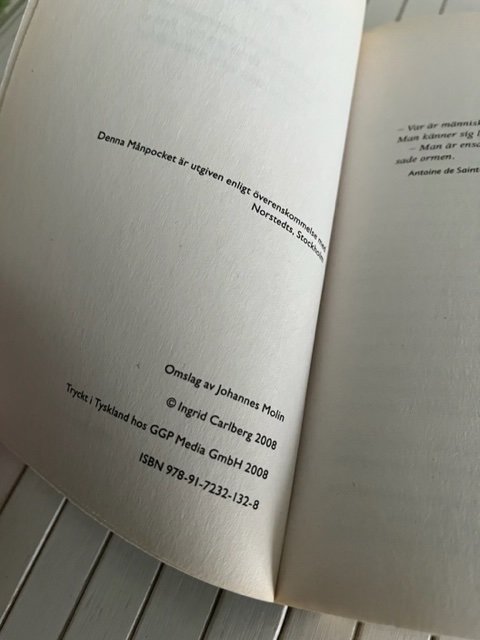 Denna Månpocket är utgiven enligt överenskommelse med
Norstedts, Stockholm
Omslag av Johannes Molin
© Ingrid Carlberg 2008
Tryckt i Tyskland hos GGP Media GmbH 2008
ISBN 978-91-7232-132-8
– Var är
Man känner sig
– Man är
sade ormen.
Antoine de